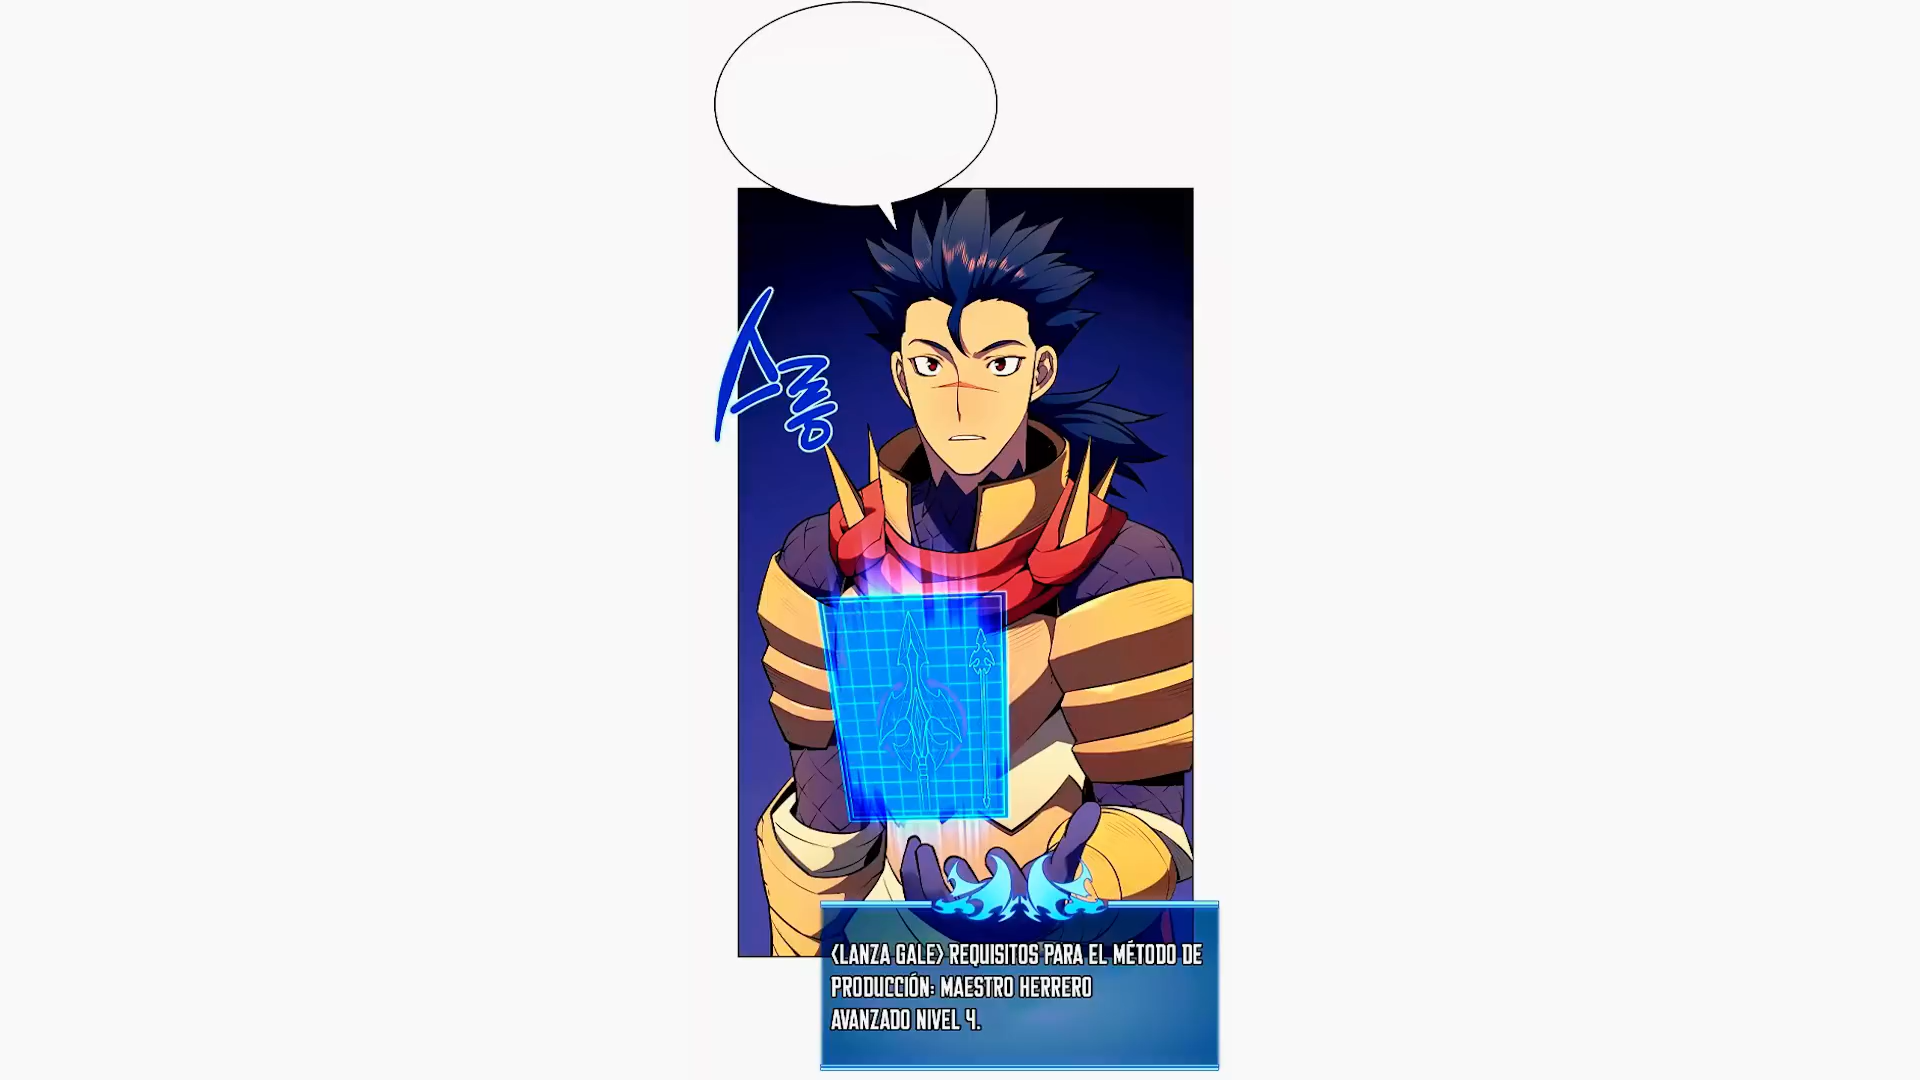 스릉
〈LANZA GALE〉 REQUISITOS PARA EL MÉTODO DE
PRODUCCIÓN: MAESTRO HERRERO
AVANZADO NIVEL 4.